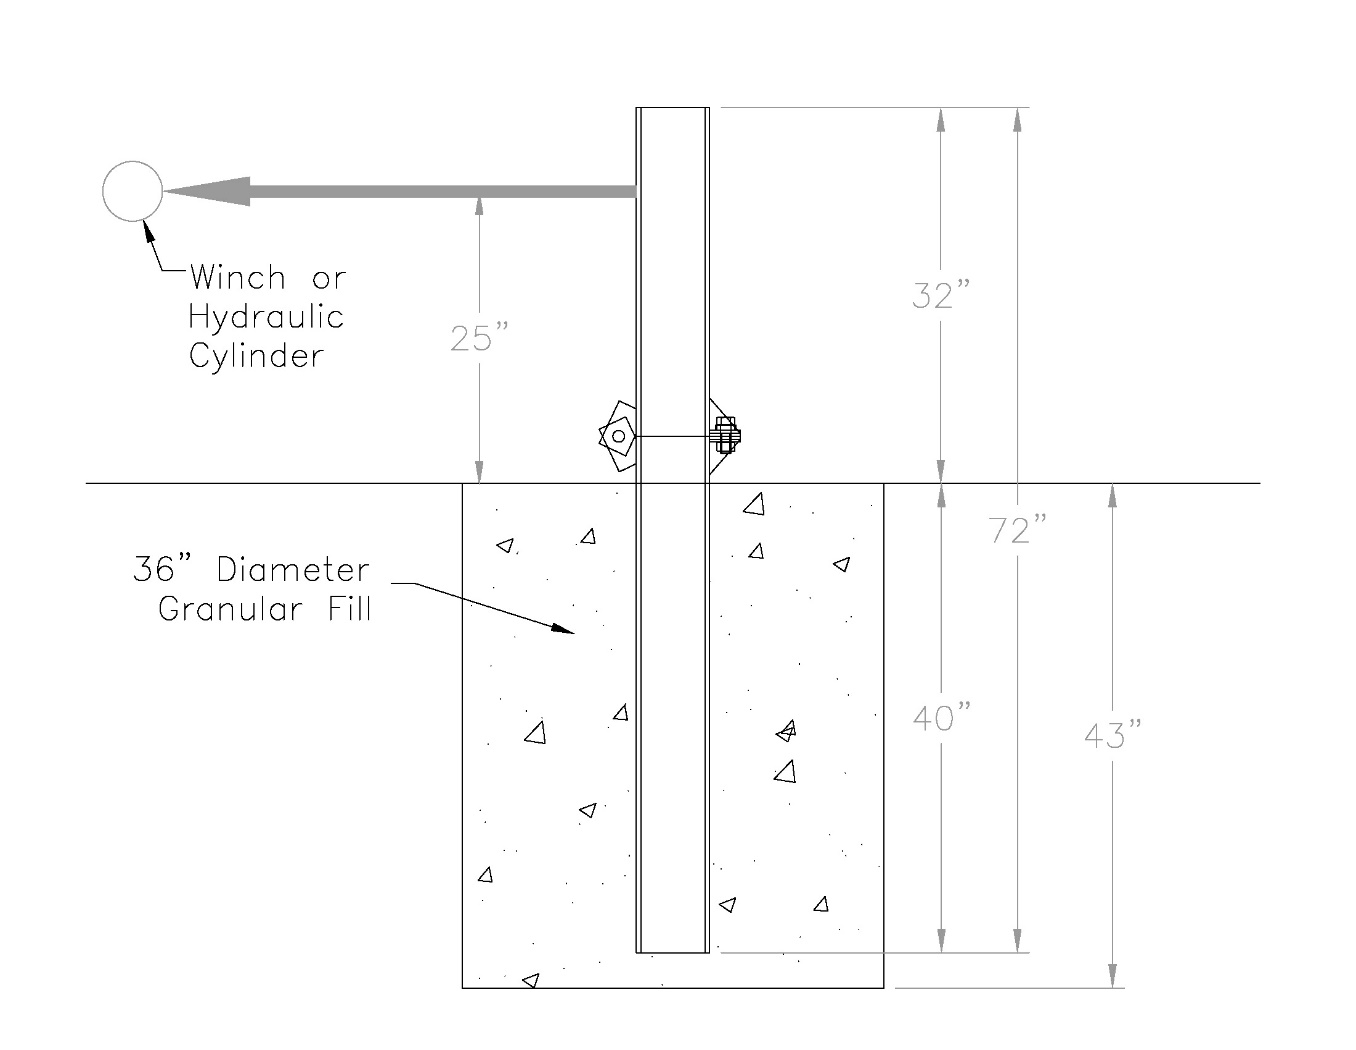 Winch or
Hydraulic
Cylinder
25”
32”
72”
36” Diameter
Granular Fill
40”
43”